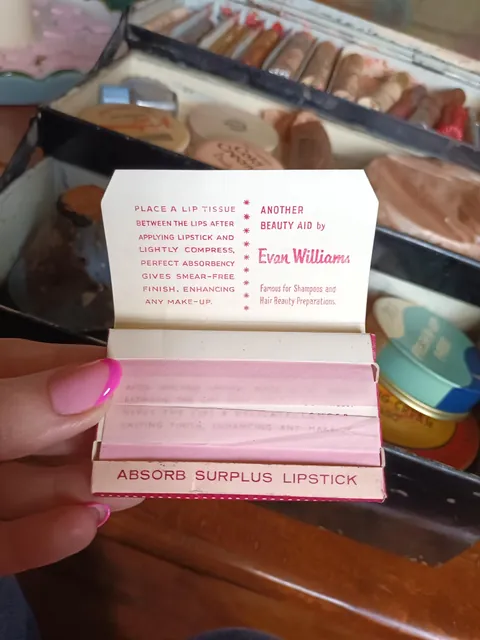 PLACE A LIP TISSUE
BETWEEN THE LIPS AFTER
APPLYING LIPSTICK AND
LIGHTLY COMPRESS,
PERFECT ABSORBENCY
GIVES SMEAR-FREE
FINISH, ENHANCING
ANY MAKE-UP.
ANOTHER
BEAUTY AID by
Evan Williams
Famous for Shampoos and
Hair Beauty Preparations.
ABSORB SURPLUS LIPSTICK